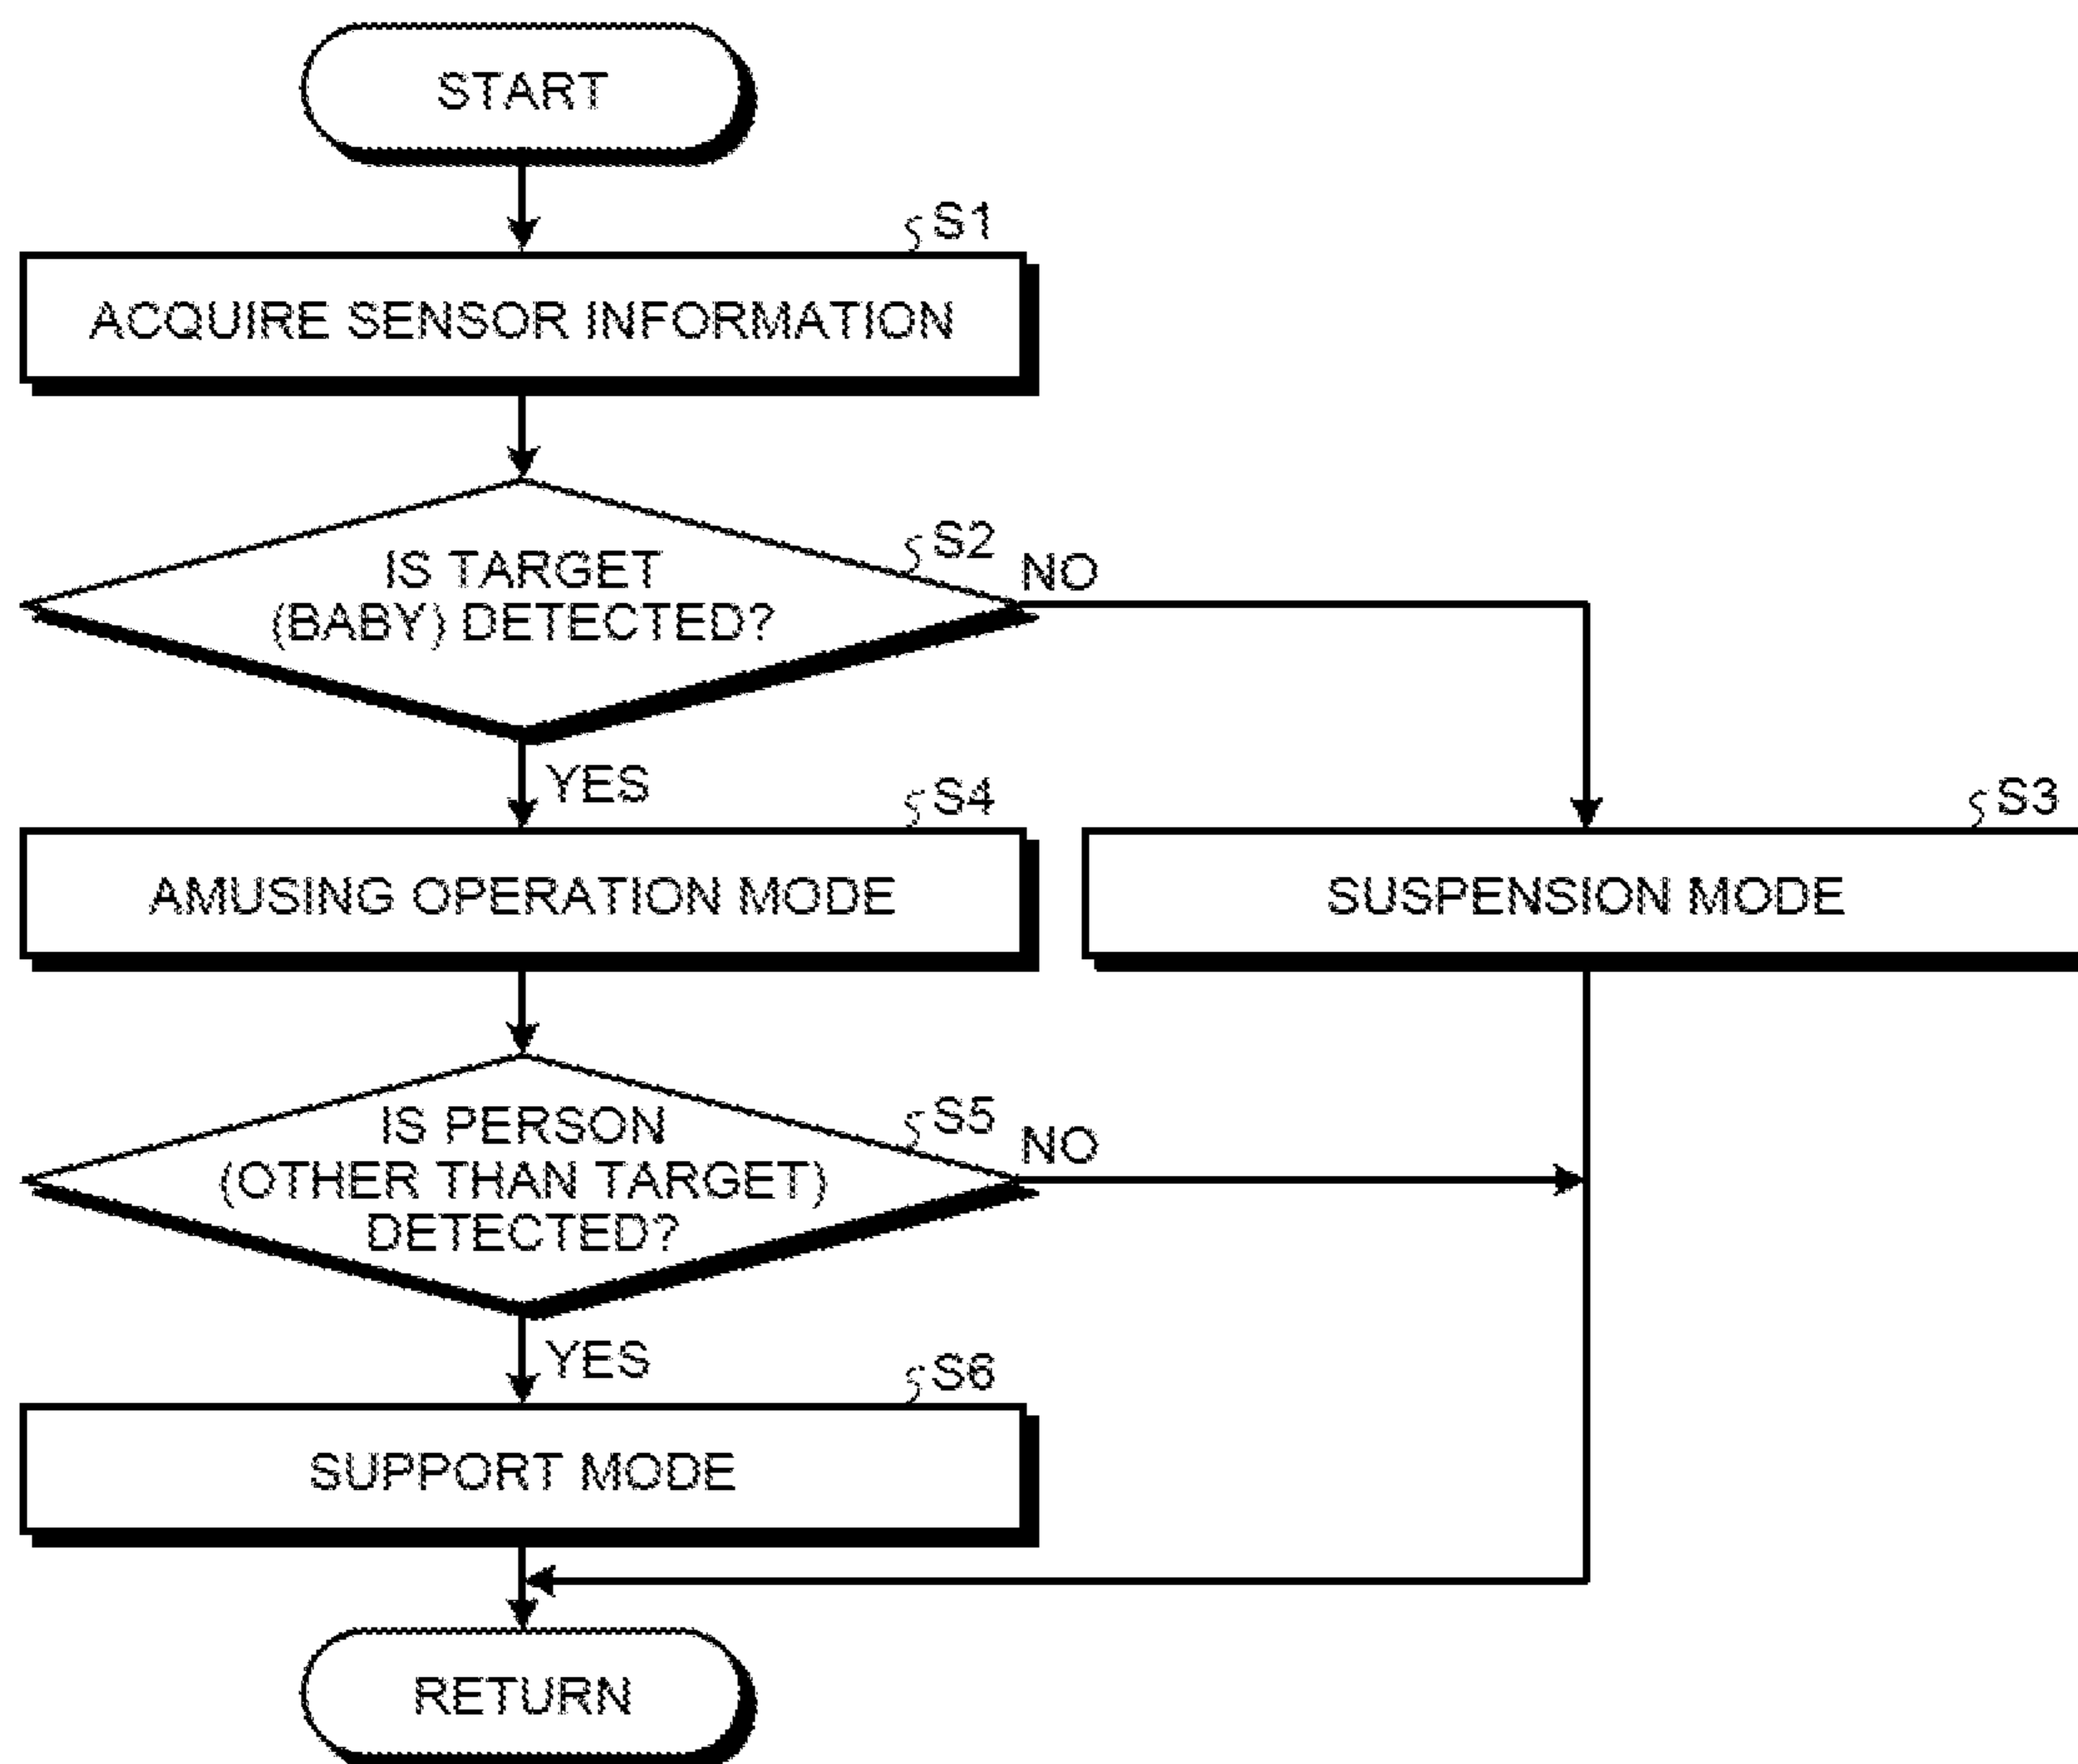 START
S1
ACQUIRE SENSOR INFORMATION
S2
IS TARGET
(BABY) DETECTED?
NO
YES
S4
AMUSING OPERATION MODE
S3
SUSPENSION MODE
S5
IS PERSON
(OTHER THAN TARGET)
DETECTED?
NO
YES
S6
SUPPORT MODE
RETURN